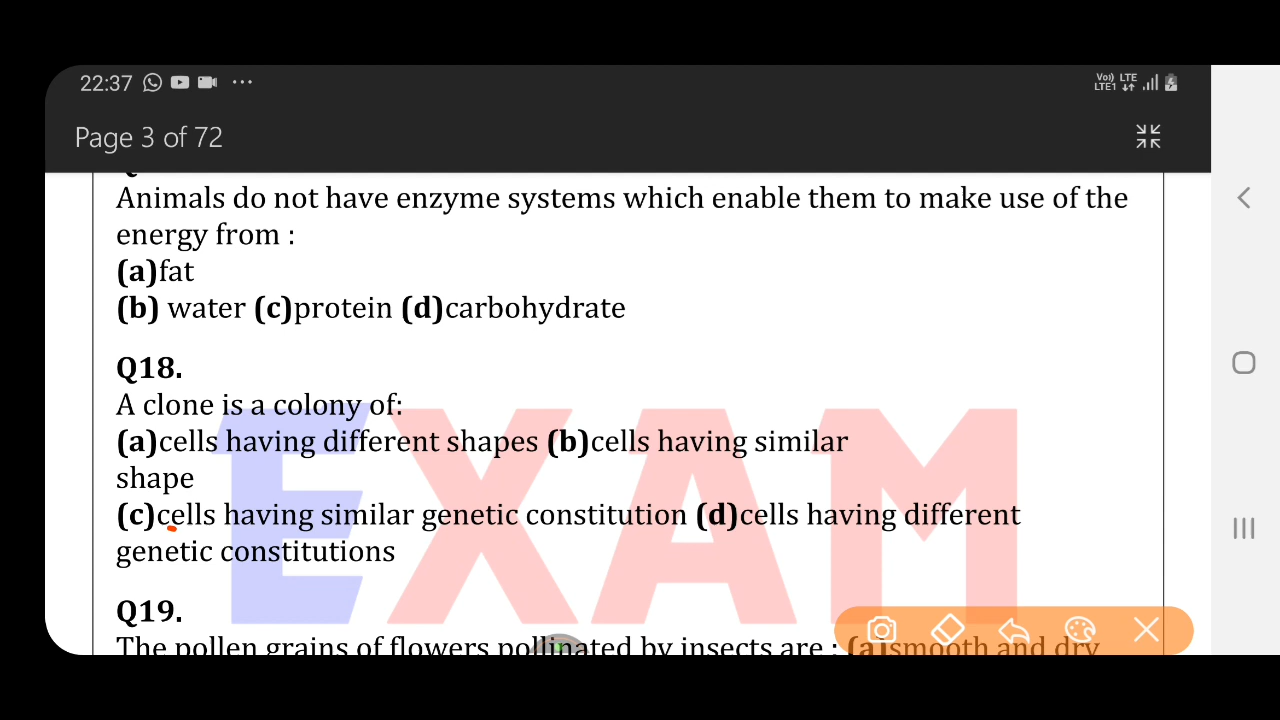 22:37
Vo) LTE
LTE1
Page 3 of 72
Animals do not have enzyme systems which enable them to make use of the
energy from :
(a)fat
(b) water (c)protein (d)carbohydrate
Q18.
A clone is a colony of:
(a)cells having different shapes (b)cells having similar
shape
(c)cells having similar genetic constitution (d)cells having different
genetic constitutions
Q19.
The pollen grains of flowers pollinated by insects are : (a)smooth and dry
EXAM